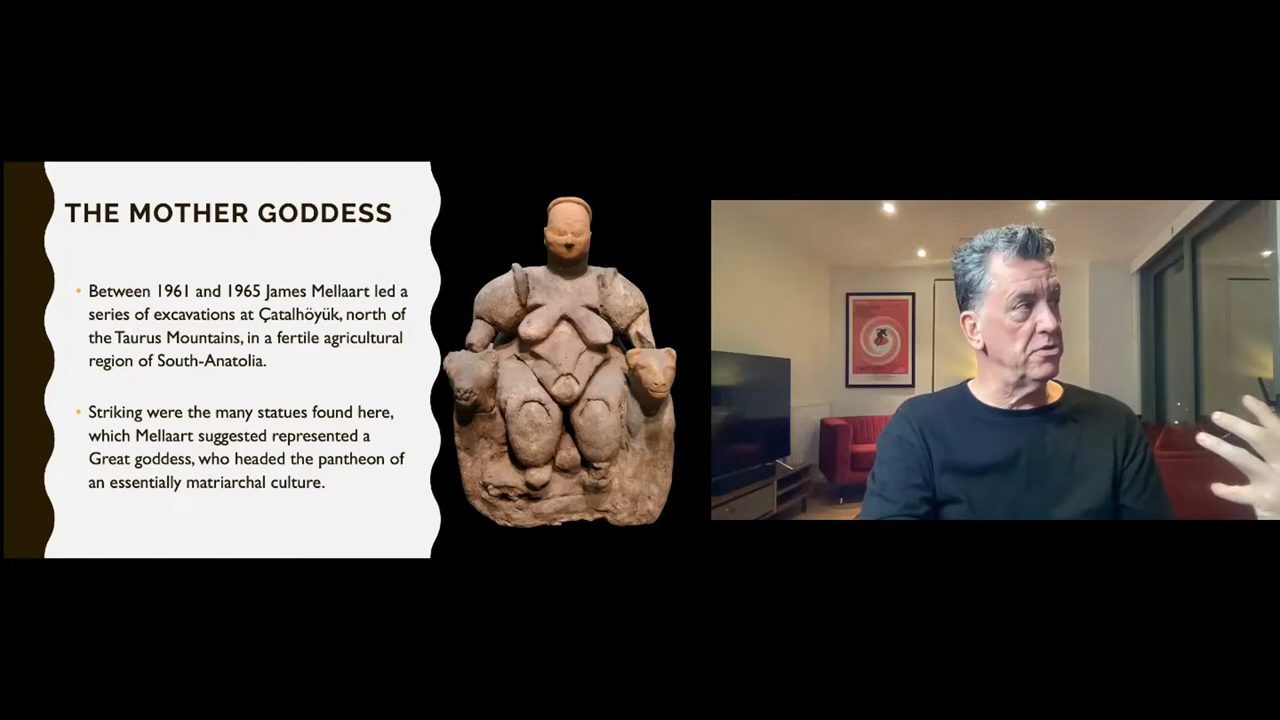 THE MOTHER GODDESS
• Between 1961 and 1965 James Mellaart led a
series of excavations at Çatalhöyük, north of
the Taurus Mountains, in a fertile agricultural
region of South-Anatolia.
• Striking were the many statues found here,
which Mellaart suggested represented a
Great goddess, who headed the pantheon of
an essentially matriarchal culture.